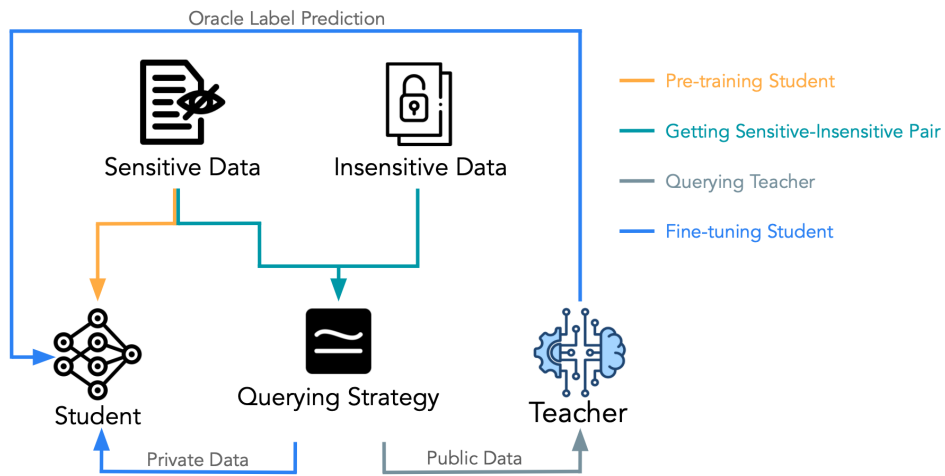 Oracle Label Prediction
Sensitive Data
Insensitive Data
Pre-training Student
Getting Sensitive-Insensitive Pair
Querying Teacher
Fine-tuning Student
Student
Querying Strategy
Teacher
Private Data
Public Data